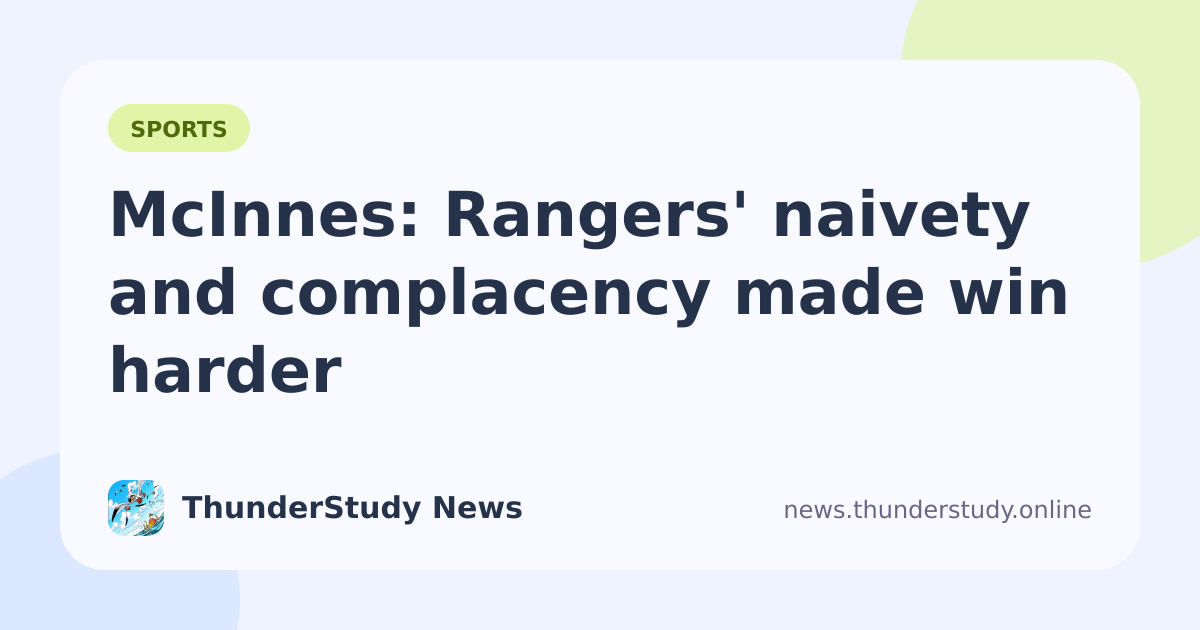 SPORTS
McInnes: Rangers' naivety
and complacency made win
harder
ThunderStudy News
news.thunderstudy.online